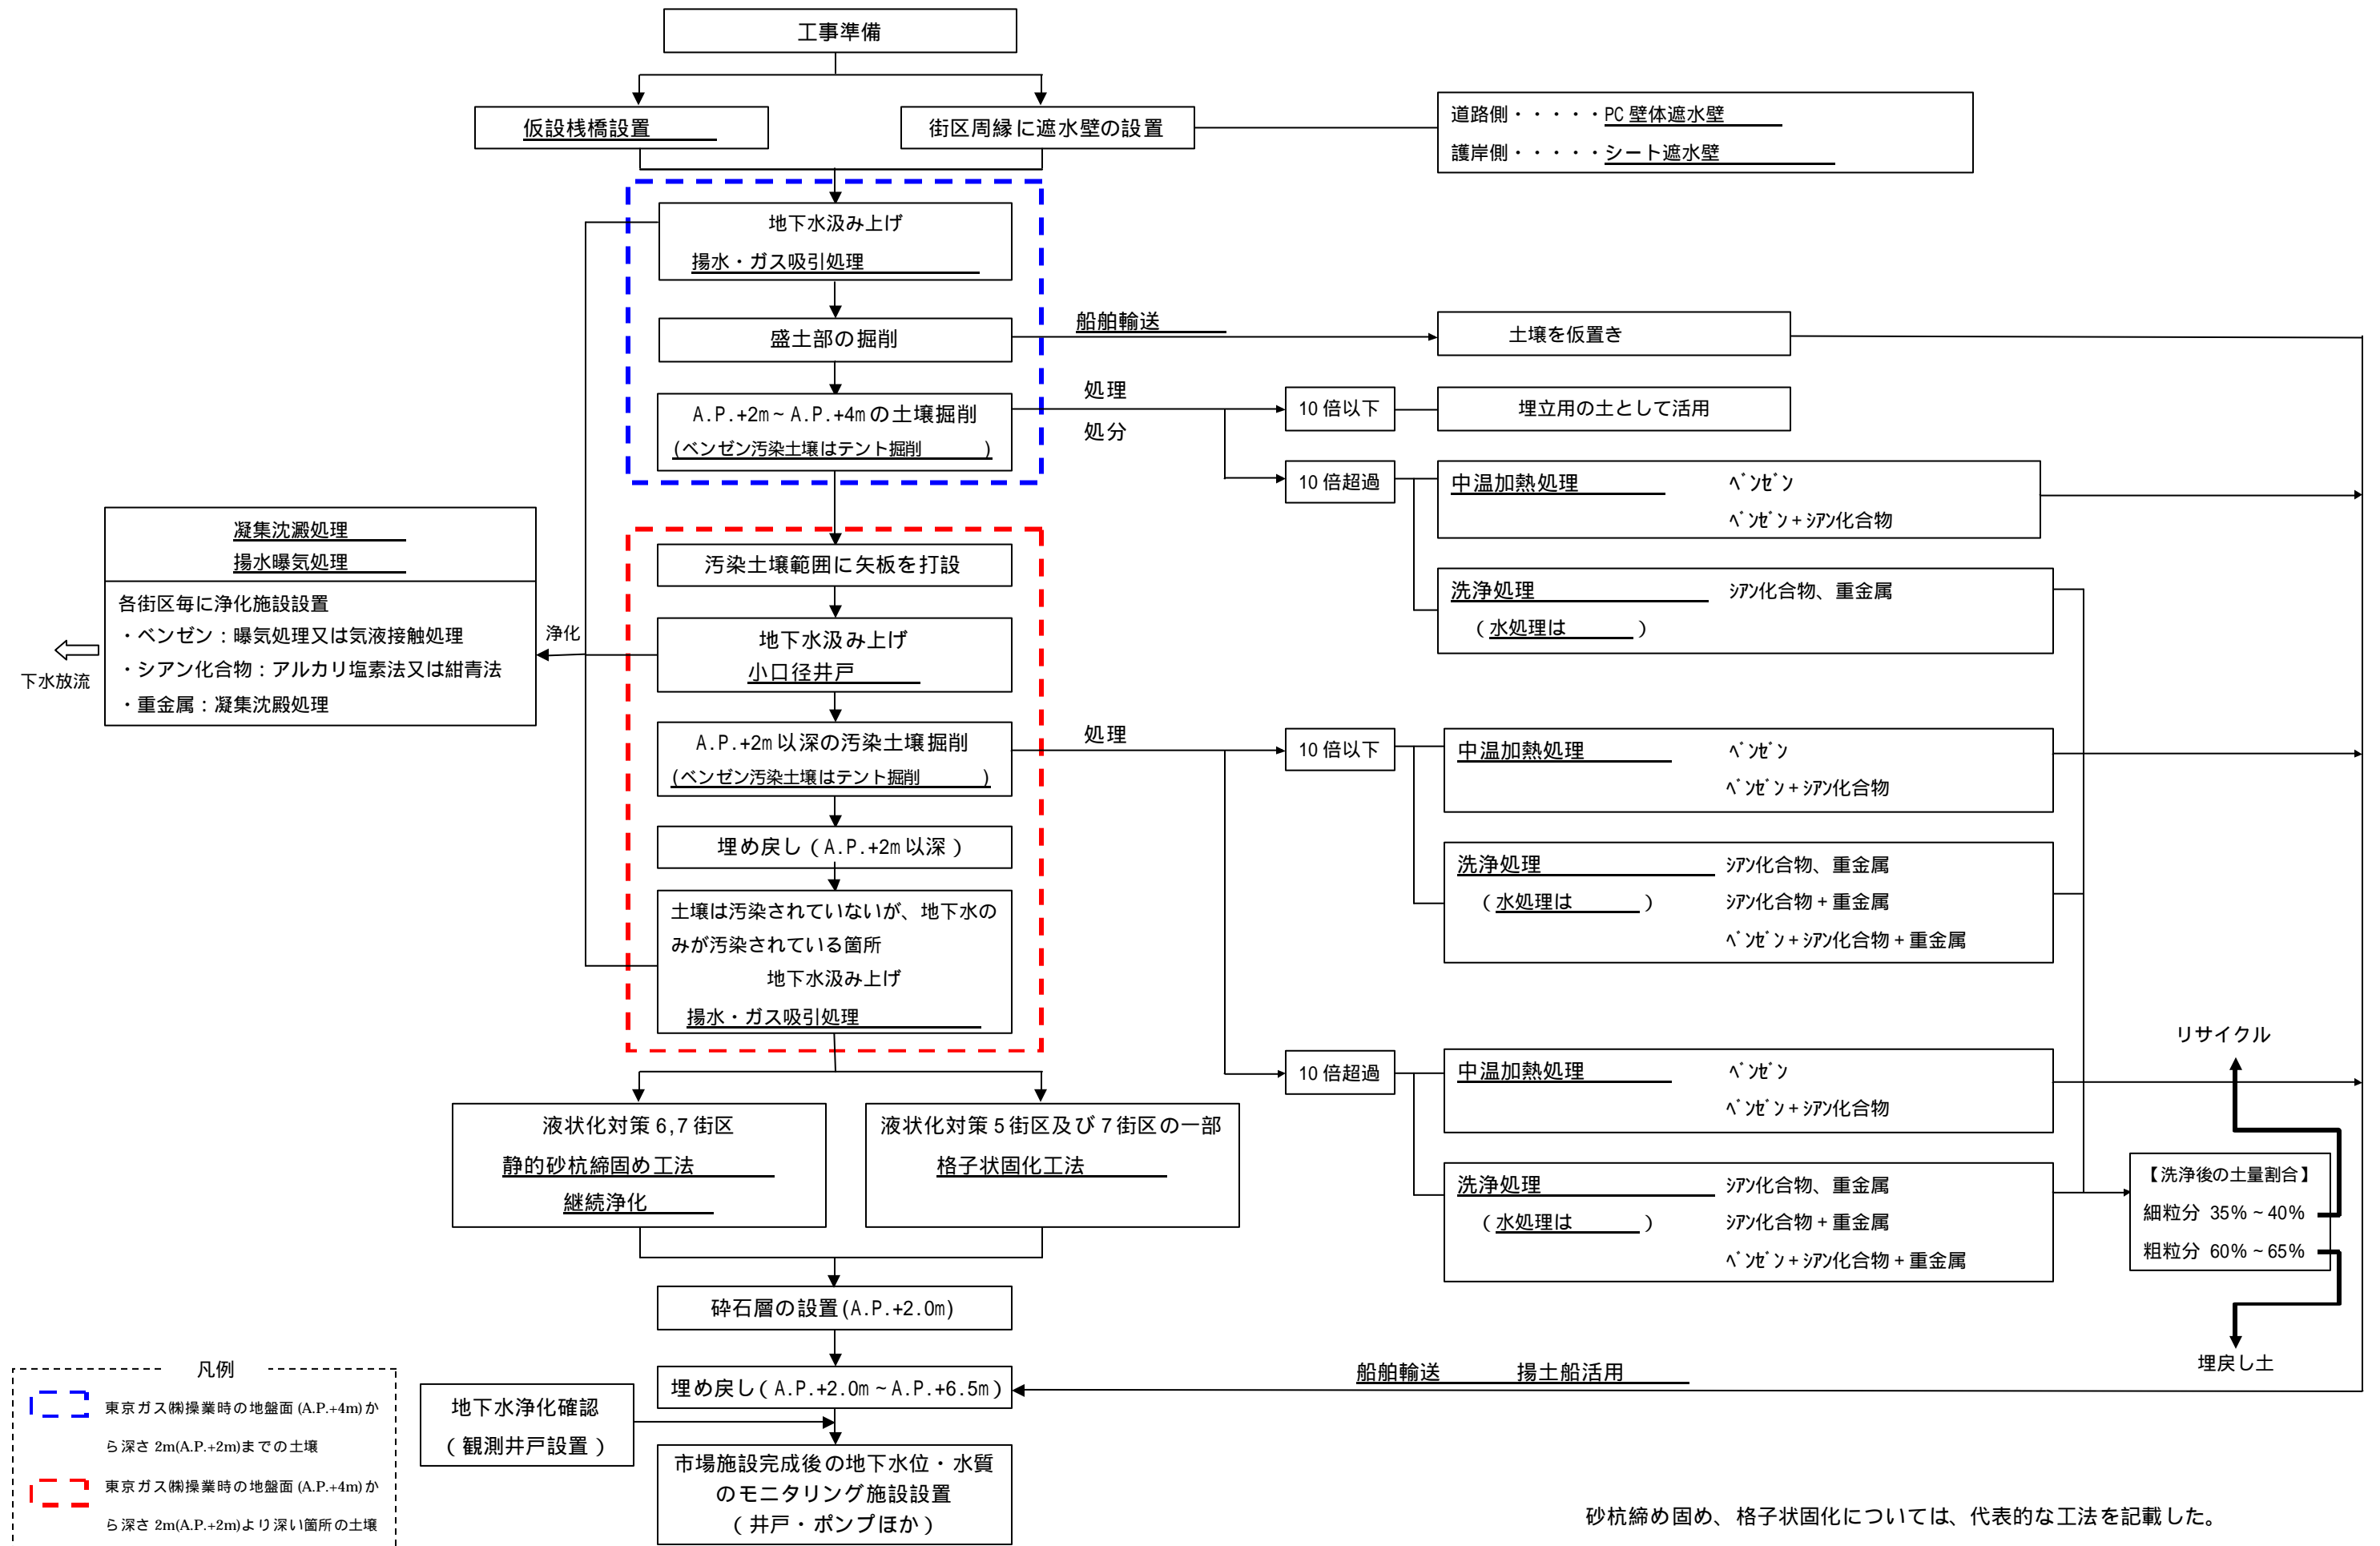 工事準備
仮設桟橋設置
街区周縁に遮水壁の設置
道路側・・・・・PC壁体遮水壁
護岸側・・・・・シート遮水壁
地下水汲み上げ
揚水・ガス吸引処理
盛土部の掘削
船舶輸送
土壌を仮置き
A.P.+2m~A.P.+4mの土壌掘削
(ベンゼン汚染土壌はテント掘削 )
処理
処分
10倍以下
埋立用の土として活用
10倍超過
中温加熱処理 ベンゼン
ベンゼン+シアン化合物
洗浄処理 シアン化合物、重金属
(水処理は )
凝集沈澱処理
揚水曝気処理
各街区毎に浄化施設設置
・ベンゼン:曝気処理又は気液接触処理
・シアン化合物:アルカリ塩素法又は紺青法
・重金属:凝集沈殿処理
下水放流
浄化
汚染土壌範囲に矢板を打設
地下水汲み上げ
小口径井戸
A.P.+2m以深の汚染土壌掘削
(ベンゼン汚染土壌はテント掘削 )
処理
10倍以下
中温加熱処理 ベンゼン
ベンゼン+シアン化合物
洗浄処理 シアン化合物、重金属
(水処理は ) シアン化合物+重金属
ベンゼン+シアン化合物+重金属
埋め戻し(A.P.+2m以深)
土壌は汚染されていないが、地下水の
みが汚染されている箇所
地下水汲み上げ
揚水・ガス吸引処理
10倍超過
中温加熱処理 ベンゼン
ベンゼン+シアン化合物
洗浄処理 シアン化合物、重金属
(水処理は ) シアン化合物+重金属
ベンゼン+シアン化合物+重金属
リサイクル
【洗浄後の土量割合】
細粒分 35%~40%
粗粒分 60%~65%
埋戻し土
液状化対策6,7街区
静的砂杭締固め工法
継続浄化
液状化対策5街区及び7街区の一部
格子状固化工法
砕石層の設置(A.P.+2.0m)
埋め戻し(A.P.+2.0m~A.P.+6.5m)
船舶輸送 揚土船活用
地下水浄化確認
(観測井戸設置)
市場施設完成後の地下水位・水質
のモニタリング施設設置
(井戸・ポンプほか)
凡例
東京ガス㈱操業時の地盤面(A.P.+4m)か
ら深さ2m(A.P.+2m)までの土壌
東京ガス㈱操業時の地盤面(A.P.+4m)か
ら深さ2m(A.P.+2m)より深い箇所の土壌
砂杭締め固め、格子状固化については、代表的な工法を記載した。